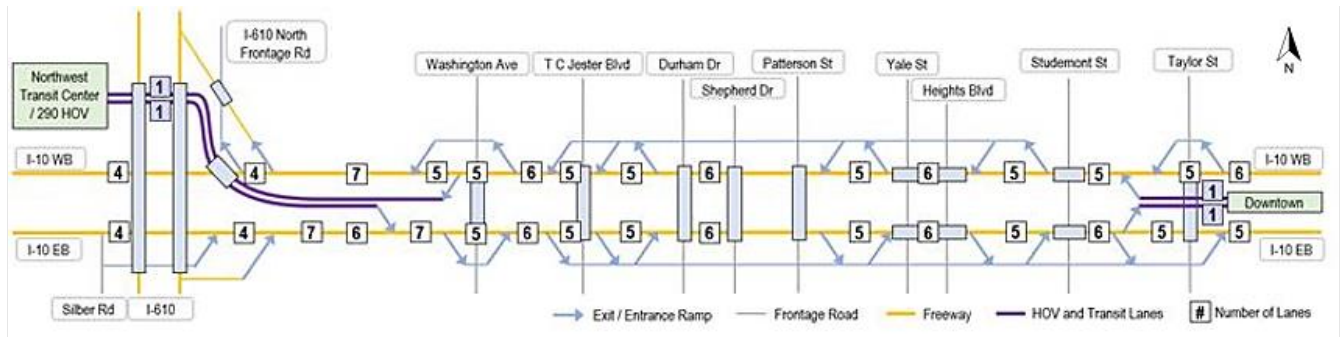 I-610 North
Frontage Rd
Northwest
Transit Center
/ 290 HOV
1
1
Washington Ave
T C Jester Blvd
Durham Dr
Patterson St
Shepherd Dr
Yale St
Heights Blvd
Studemont St
Taylor St
N
I-10 WB
4
4
7
5
5
6
5
5
6
5
6
5
5
5
6
I-10 WB
1
1
Downtown
4
4
7
6
7
5
6
5
5
6
5
6
5
6
5
5
I-10 EB
I-10 EB
Silber Rd
I-610
Exit / Entrance Ramp
Frontage Road
Freeway
HOV and Transit Lanes
# Number of Lanes